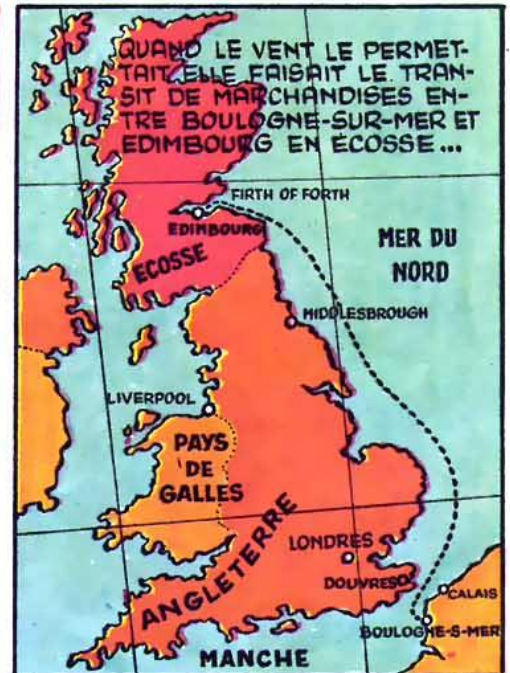 QUAND LE VENT LE PERMET-
TAIT ELLE FAISAIT LE TRAN-
SIT DE MARCHANDISES EN-
TRE BOULOGNE-SUR-MER ET
EDIMBOURG EN ÉCOSSE...
FIRTH OF FORTH
EDIMBOURG
ECOSSE
MER DU
NORD
MIDDLESBROUGH
LIVERPOOL
PAYS
DE
GALLES
ANGLETERRE
LONDRES
DOUVRES
CALAIS
BOULOGNE-S-MER
MANCHE